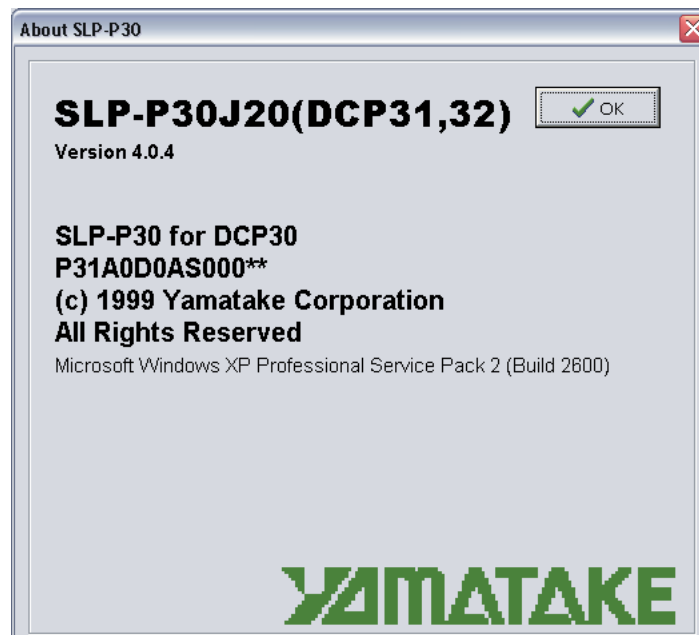 About SLP-P30
SLP-P30J20(DCP31,32)
OK
Version 4.0.4
SLP-P30 for DCP30
P31A0D0AS000**
(c) 1999 Yamatake Corporation
All Rights Reserved
Microsoft Windows XP Professional Service Pack 2 (Build 2600)
YAMATAKE